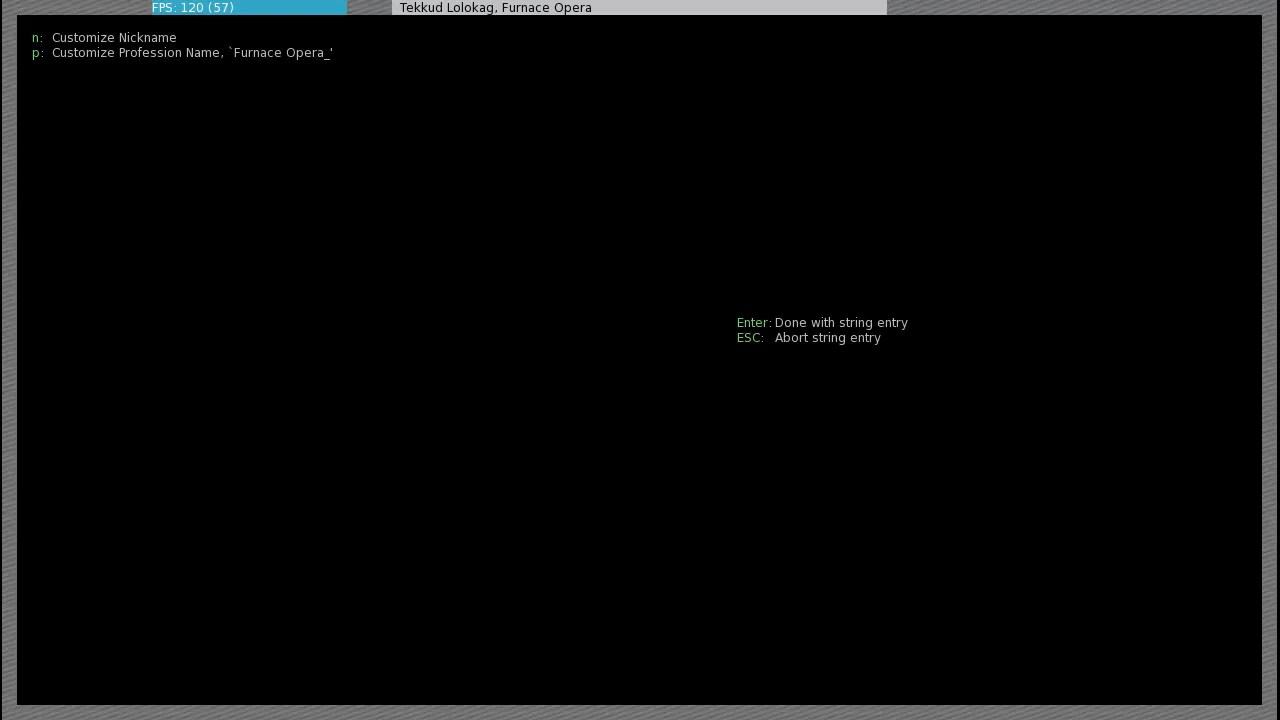 FPS: 120 (57)
Tekkud Lolokag, Furnace Opera
n: Customize Nickname
p: Customize Profession Name, `Furnace Opera_'
Enter: Done with string entry
ESC: Abort string entry